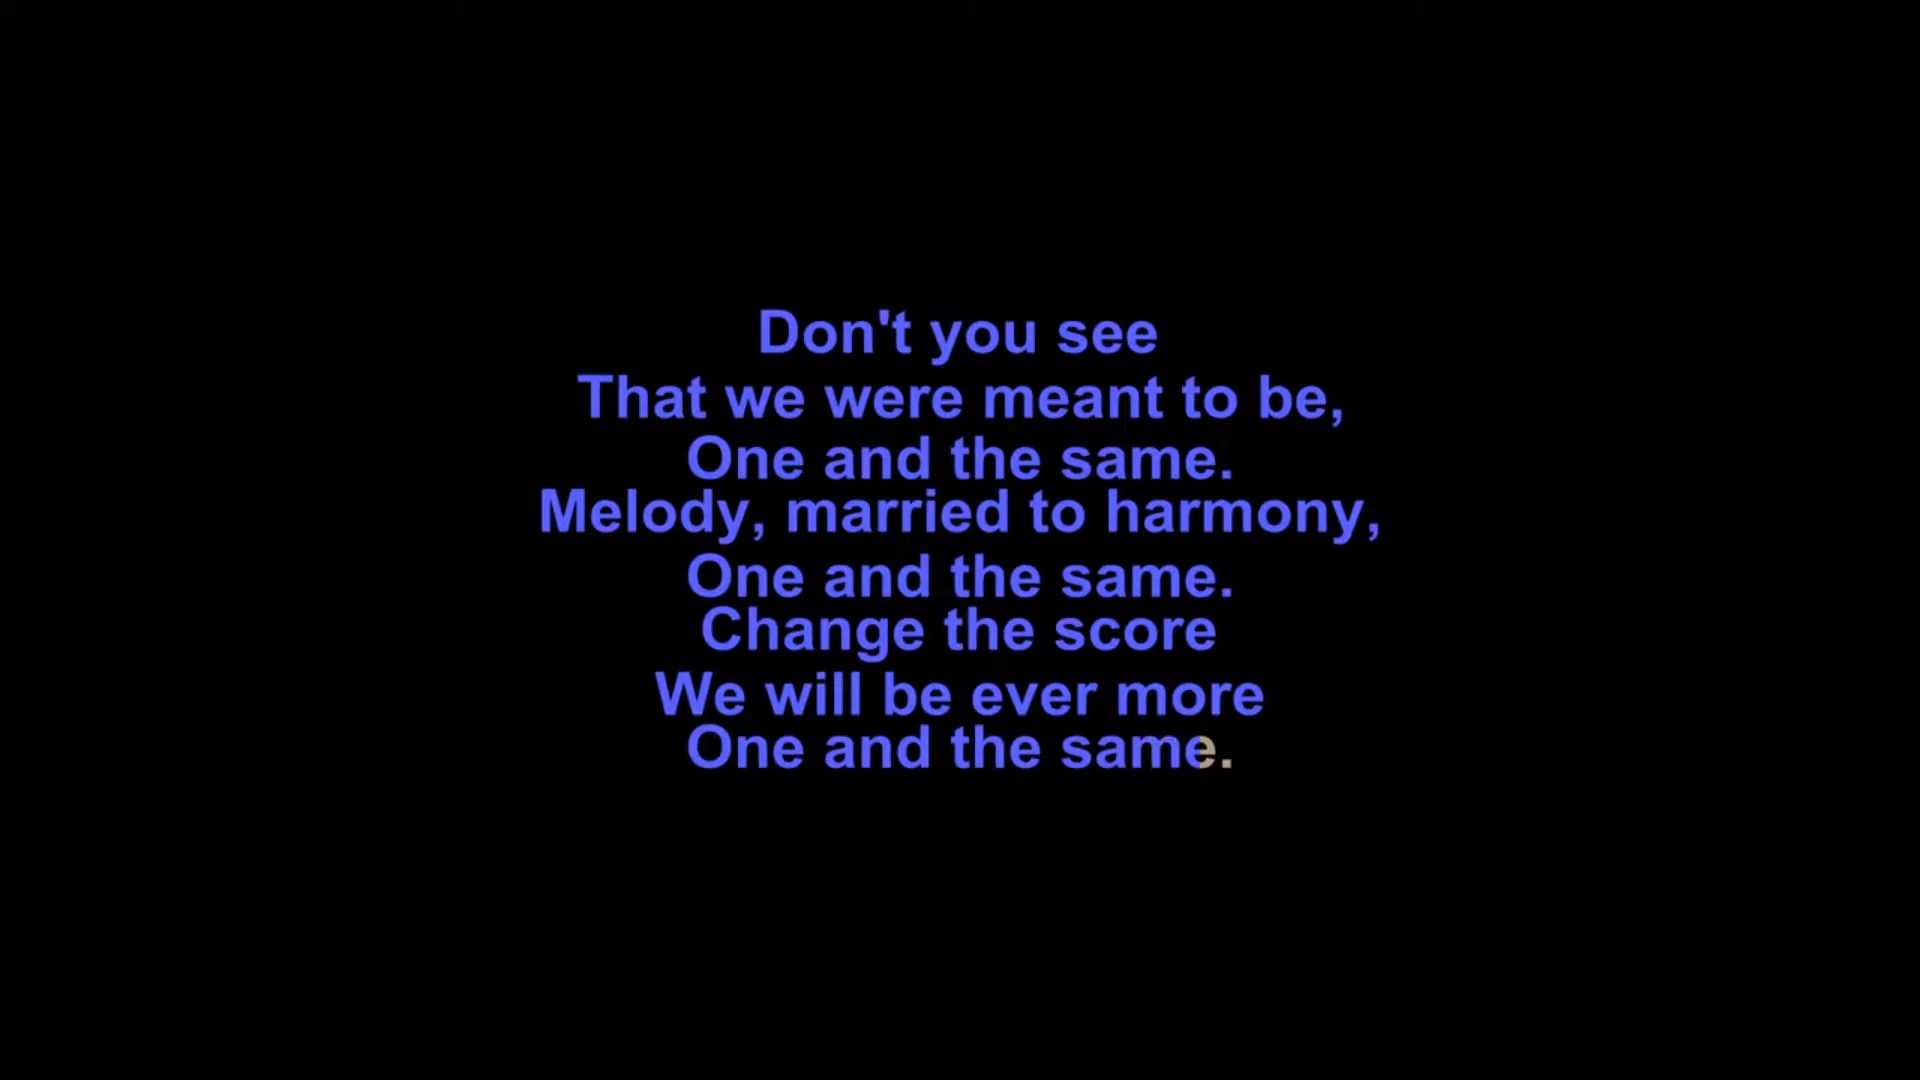 Don't you see
That we were meant to be,
One and the same.
Melody, married to harmony,
One and the same.
Change the score
We will be ever more
One and the same.